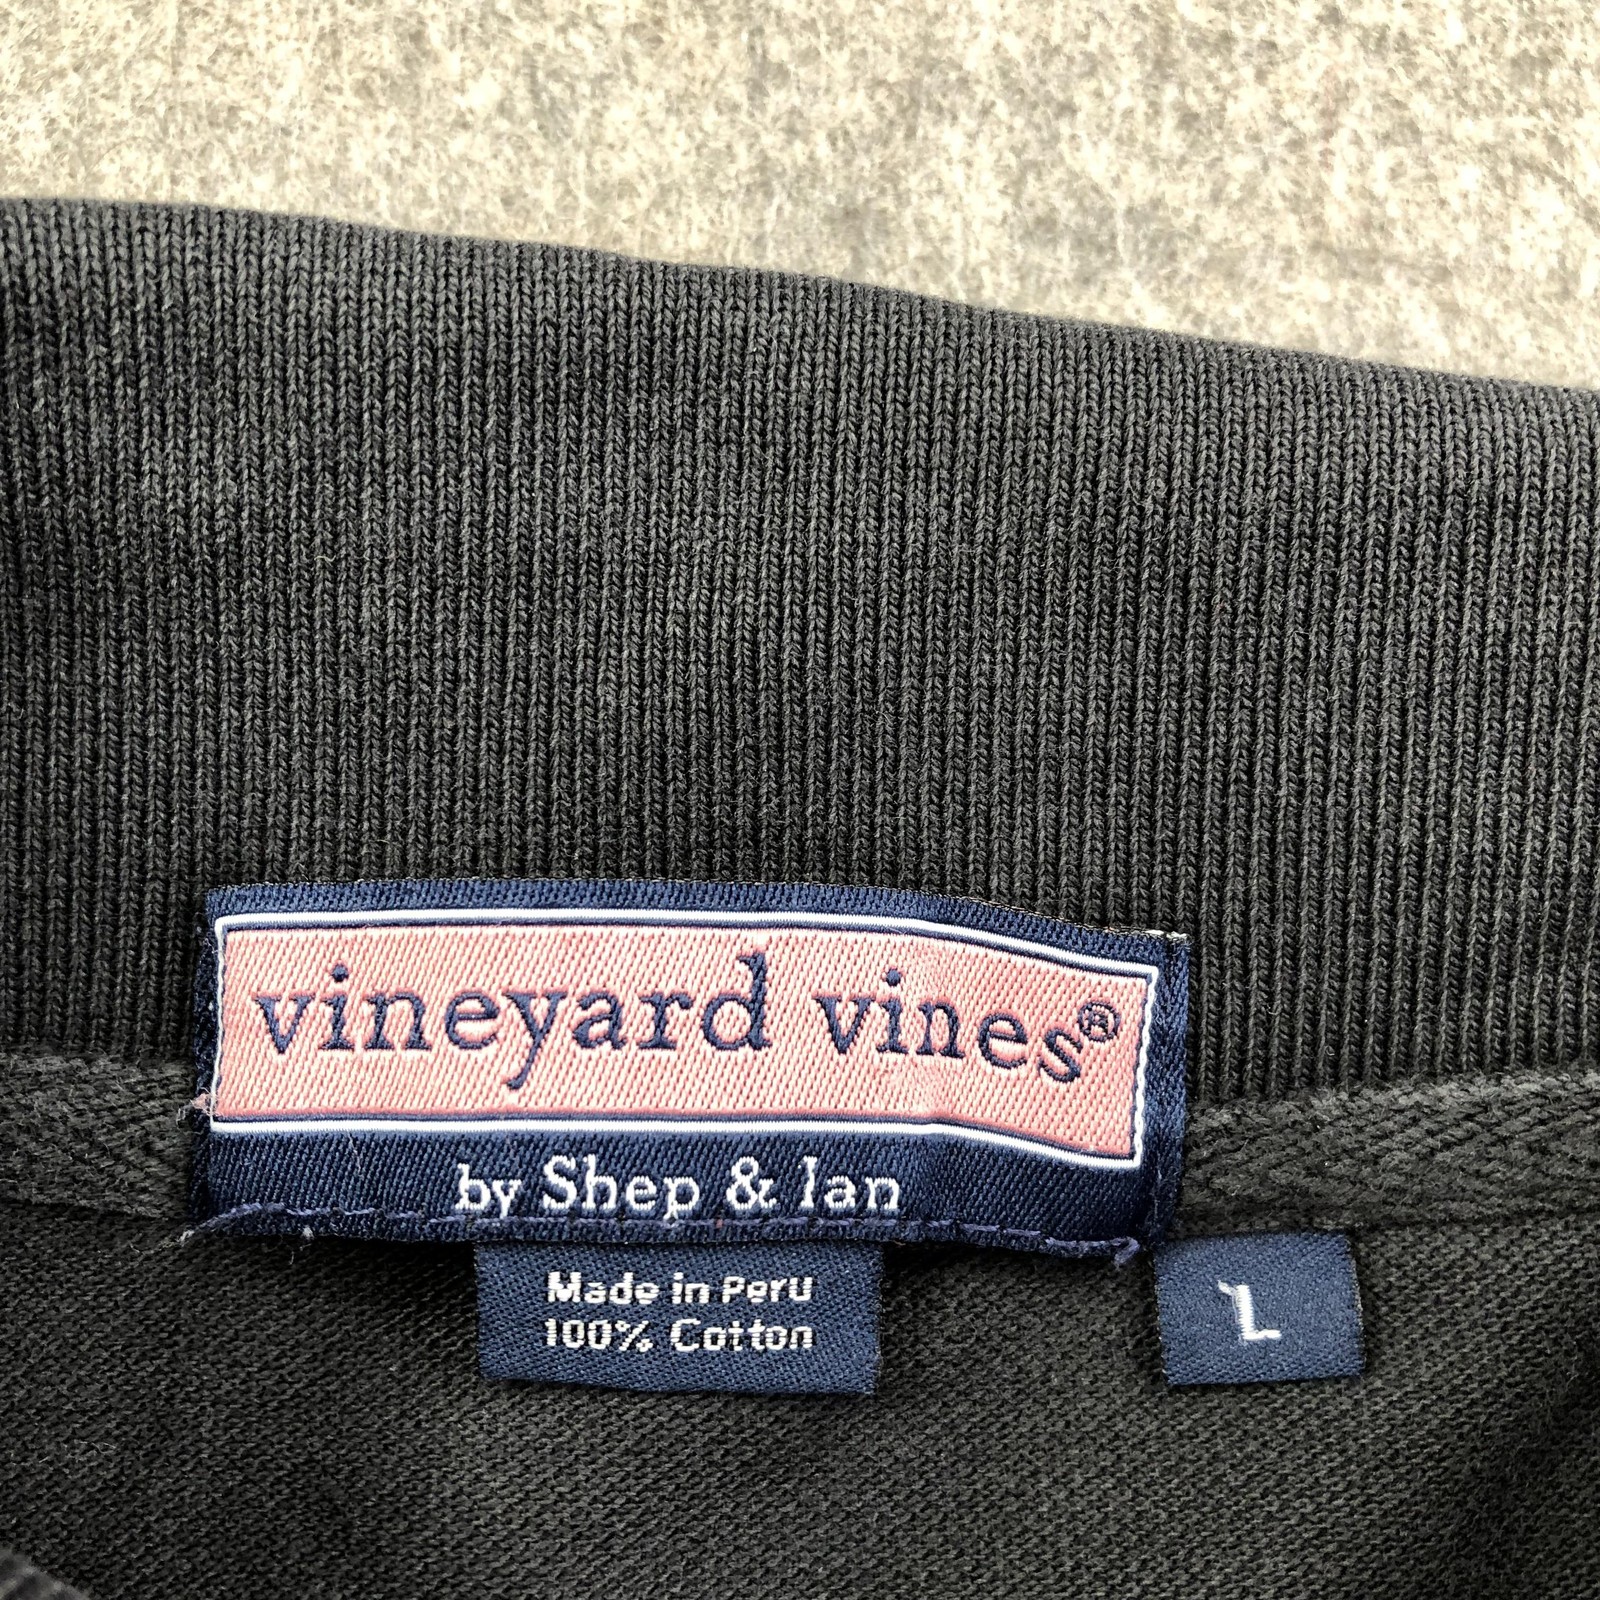 vineyard vines®
by Shep & Ian
Made in Peru
100% Cotton
L